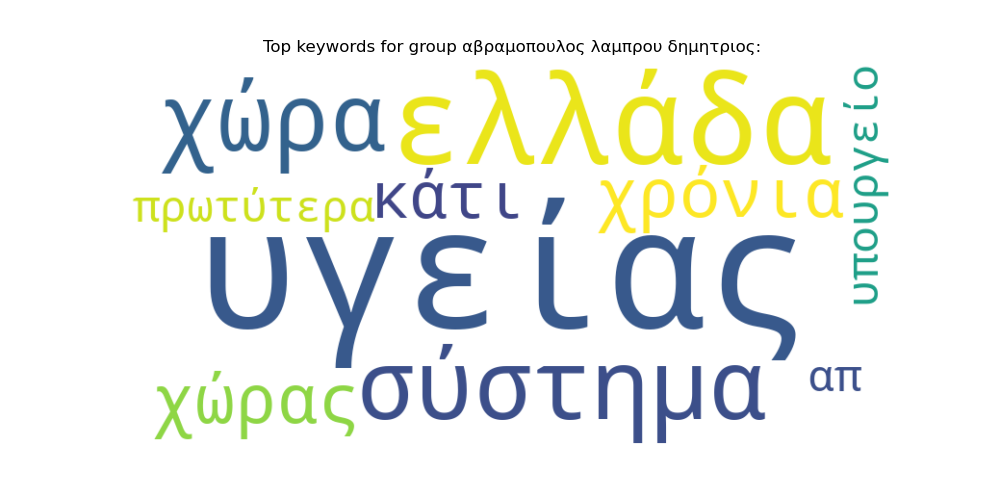 Top keywords for group αβραμοπουλος λαμπρου δημητριος:
χώρα ελλάδα
υπουργείο
πρωτύτερα κάτι χρόνια
υγείας
χώρας σύστημα απ